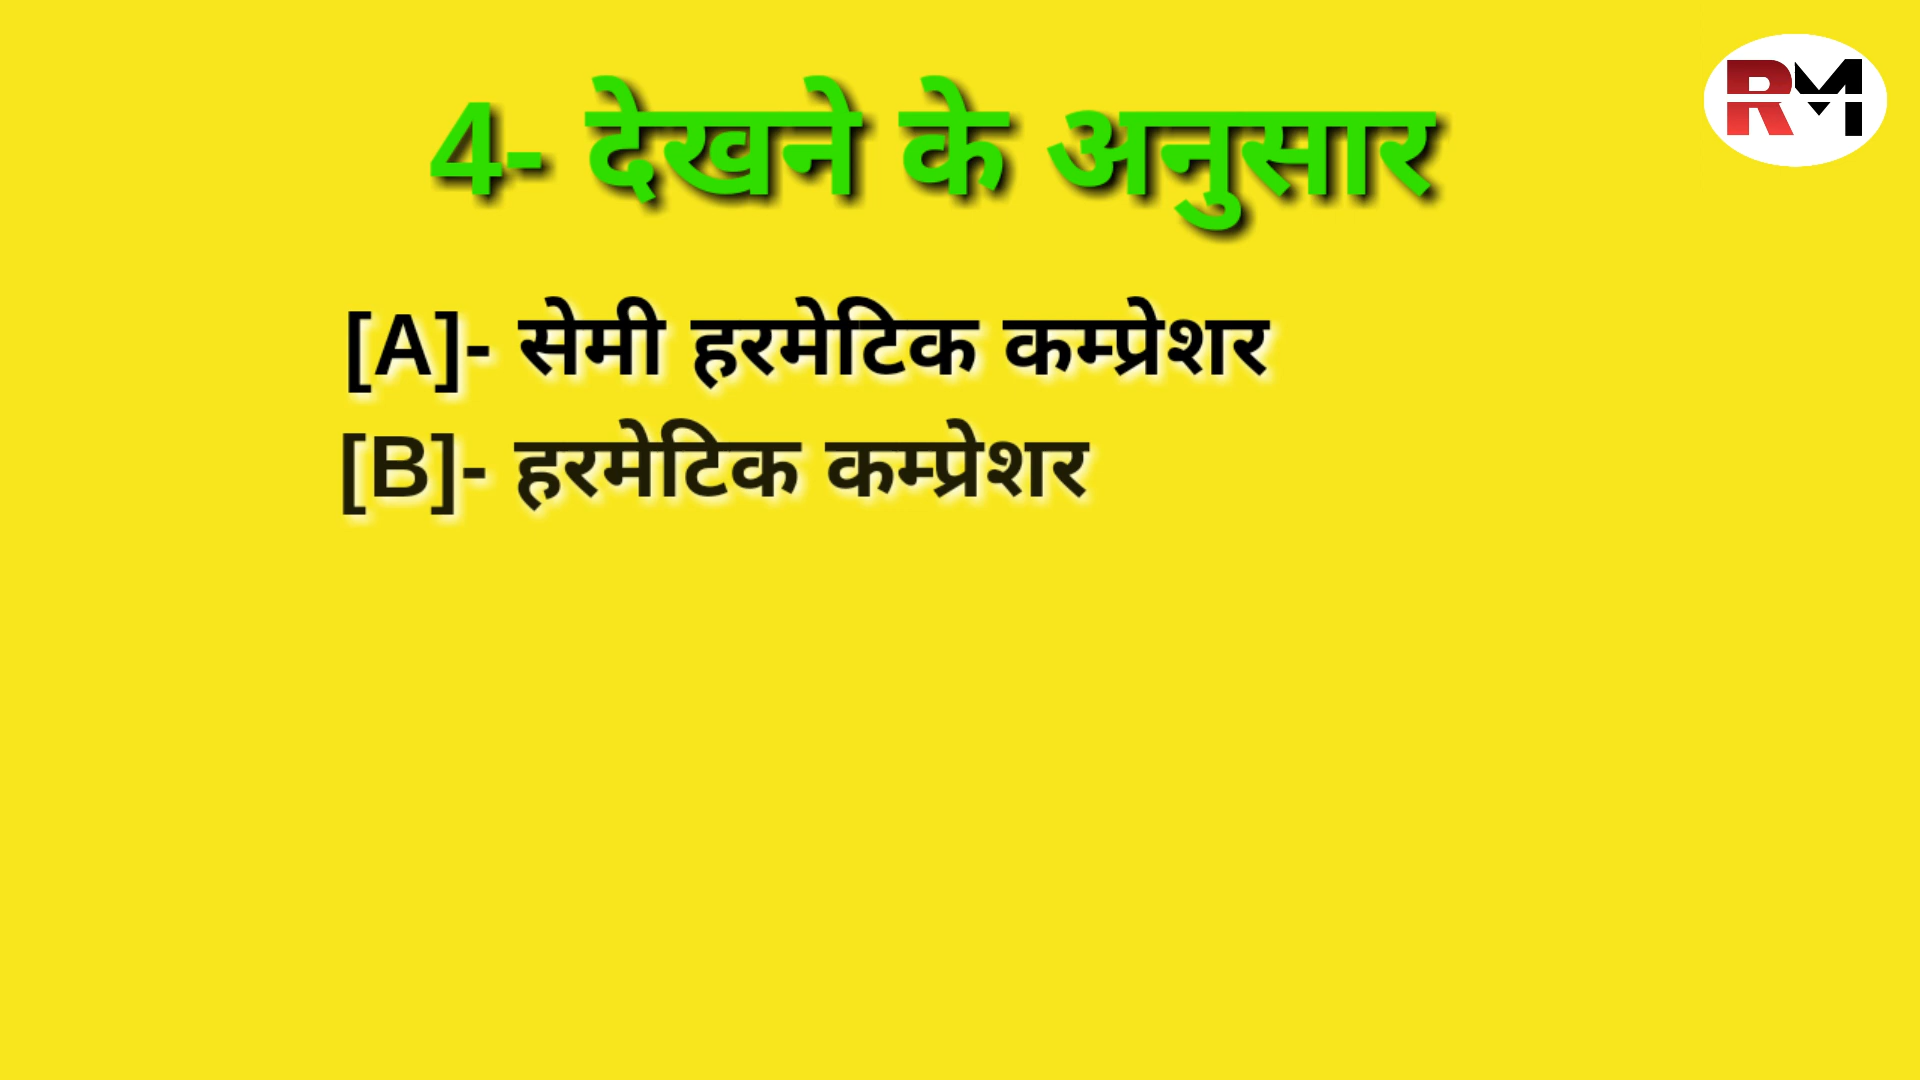 RM
4- देखने के अनुसार
[A]- सेमी हरमेटिक कम्प्रेशर
[B]- हरमेटिक कम्प्रेशर